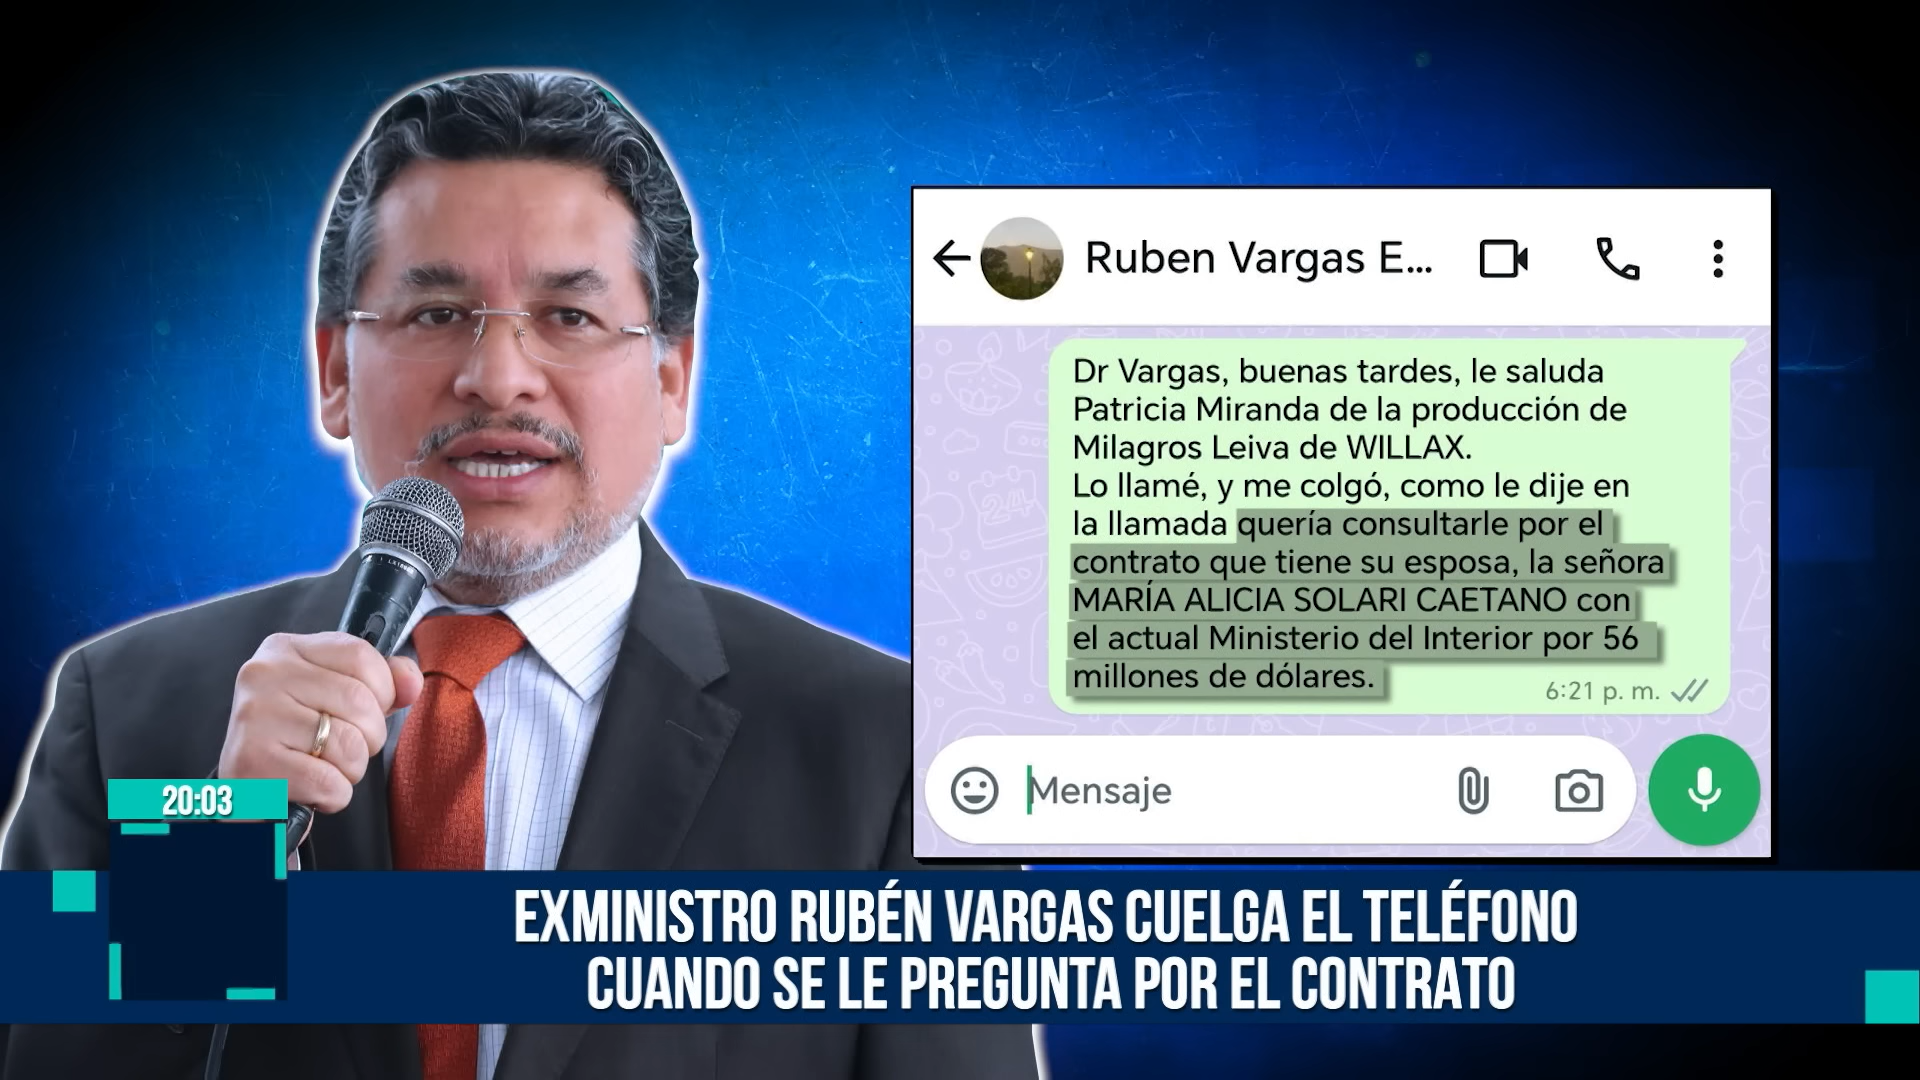 Ruben Vargas E...
Dr Vargas, buenas tardes, le saluda
Patricia Miranda de la producción de
Milagros Leiva de WILLAX.
Lo llamé, y me colgó, como le dije en
la llamada quería consultarle por el
contrato que tiene su esposa, la señora
MARÍA ALICIA SOLARI CAETANO con
el actual Ministerio del Interior por 56
millones de dólares.
6:21 p. m.
Mensaje
20:03
EXMINISTRO RUBÉN VARGAS CUELGA EL TELÉFONO
CUANDO SE LE PREGUNTA POR EL CONTRATO